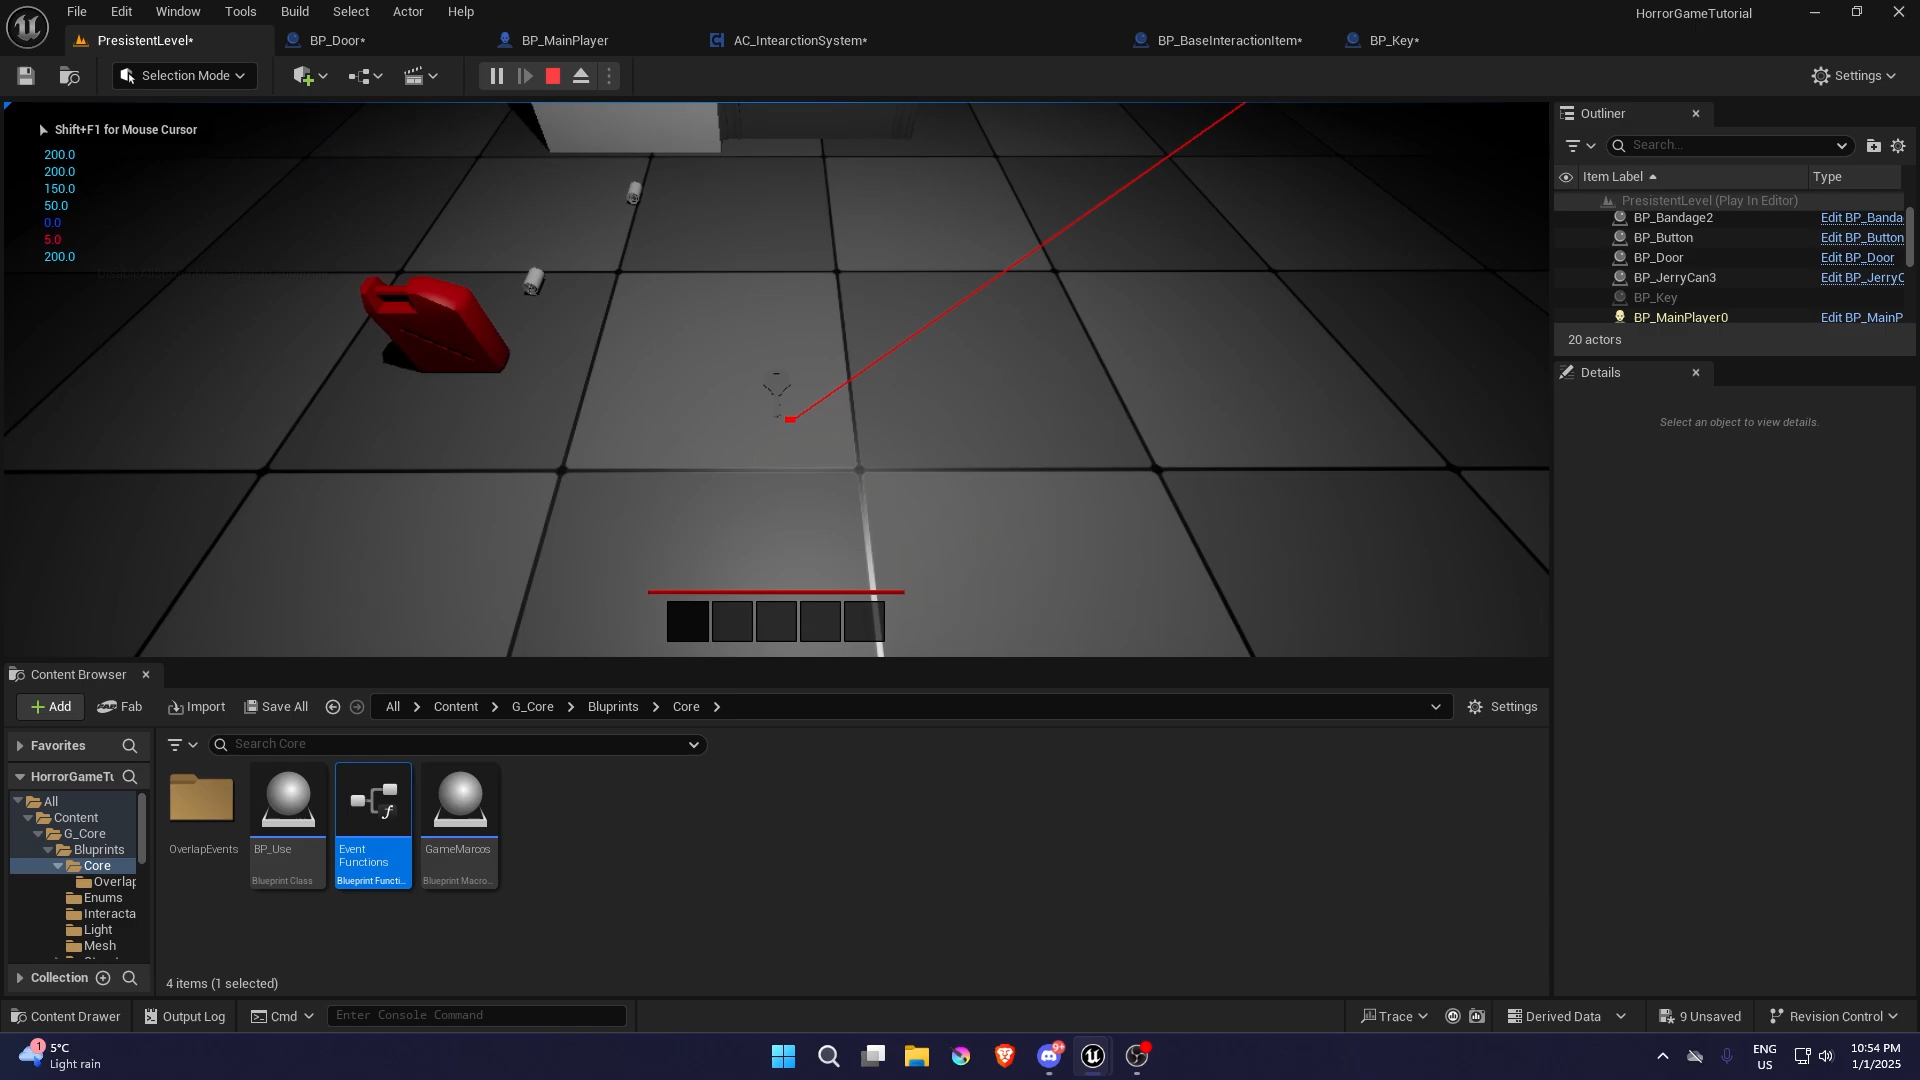 File Edit Window Tools Build Select Actor Help
HorrorGameTutorial
PresistentLevel*
BP_Door*
BP_MainPlayer
AC_IntearctionSystem*
BP_BaseInteractionItem*
BP_Key*
Selection Mode
Settings
Shift+F1 for Mouse Cursor
200.0
200.0
150.0
50.0
0.0
5.0
200.0
Outliner
Search...
Item Label
Type
PresistentLevel (Play In Editor)
BP_Bandage2 Edit BP_Banda
BP_Button Edit BP_Button
BP_Door Edit BP_Door
BP_JerryCan3 Edit BP_JerryC
BP_Key
BP_MainPlayer0 Edit BP_MainP
20 actors
Details
Select an object to view details.
Content Browser
Add Fab Import Save All All Content G_Core Bluprints Core Settings
Favorites
Search Core
HorrorGameTu
All
Content
G_Core
Bluprints
Core
Overlap
Enums
Interacta
Light
Mesh
Collection
OverlapEvents
BP_Use
Blueprint Class
Event
Functions
Blueprint Functi...
GameMarcos
Blueprint Macro...
4 items (1 selected)
Content Drawer Output Log Cmd Enter Console Command Trace Derived Data 9 Unsaved Revision Control
1
5°C
Light rain
9+
ENG
US
10:54 PM
1/1/2025